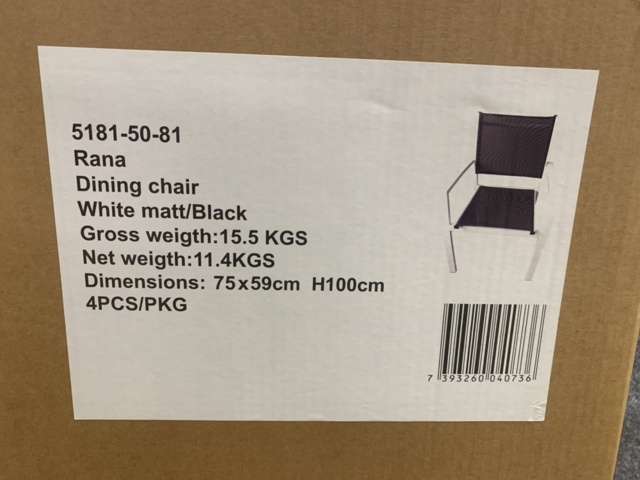 5181-50-81
Rana
Dining chair
White matt/Black
Gross weigth:15.5 KGS
Net weigth:11.4KGS
Dimensions: 75x59cm H100cm
4PCS/PKG
7 393260 040736